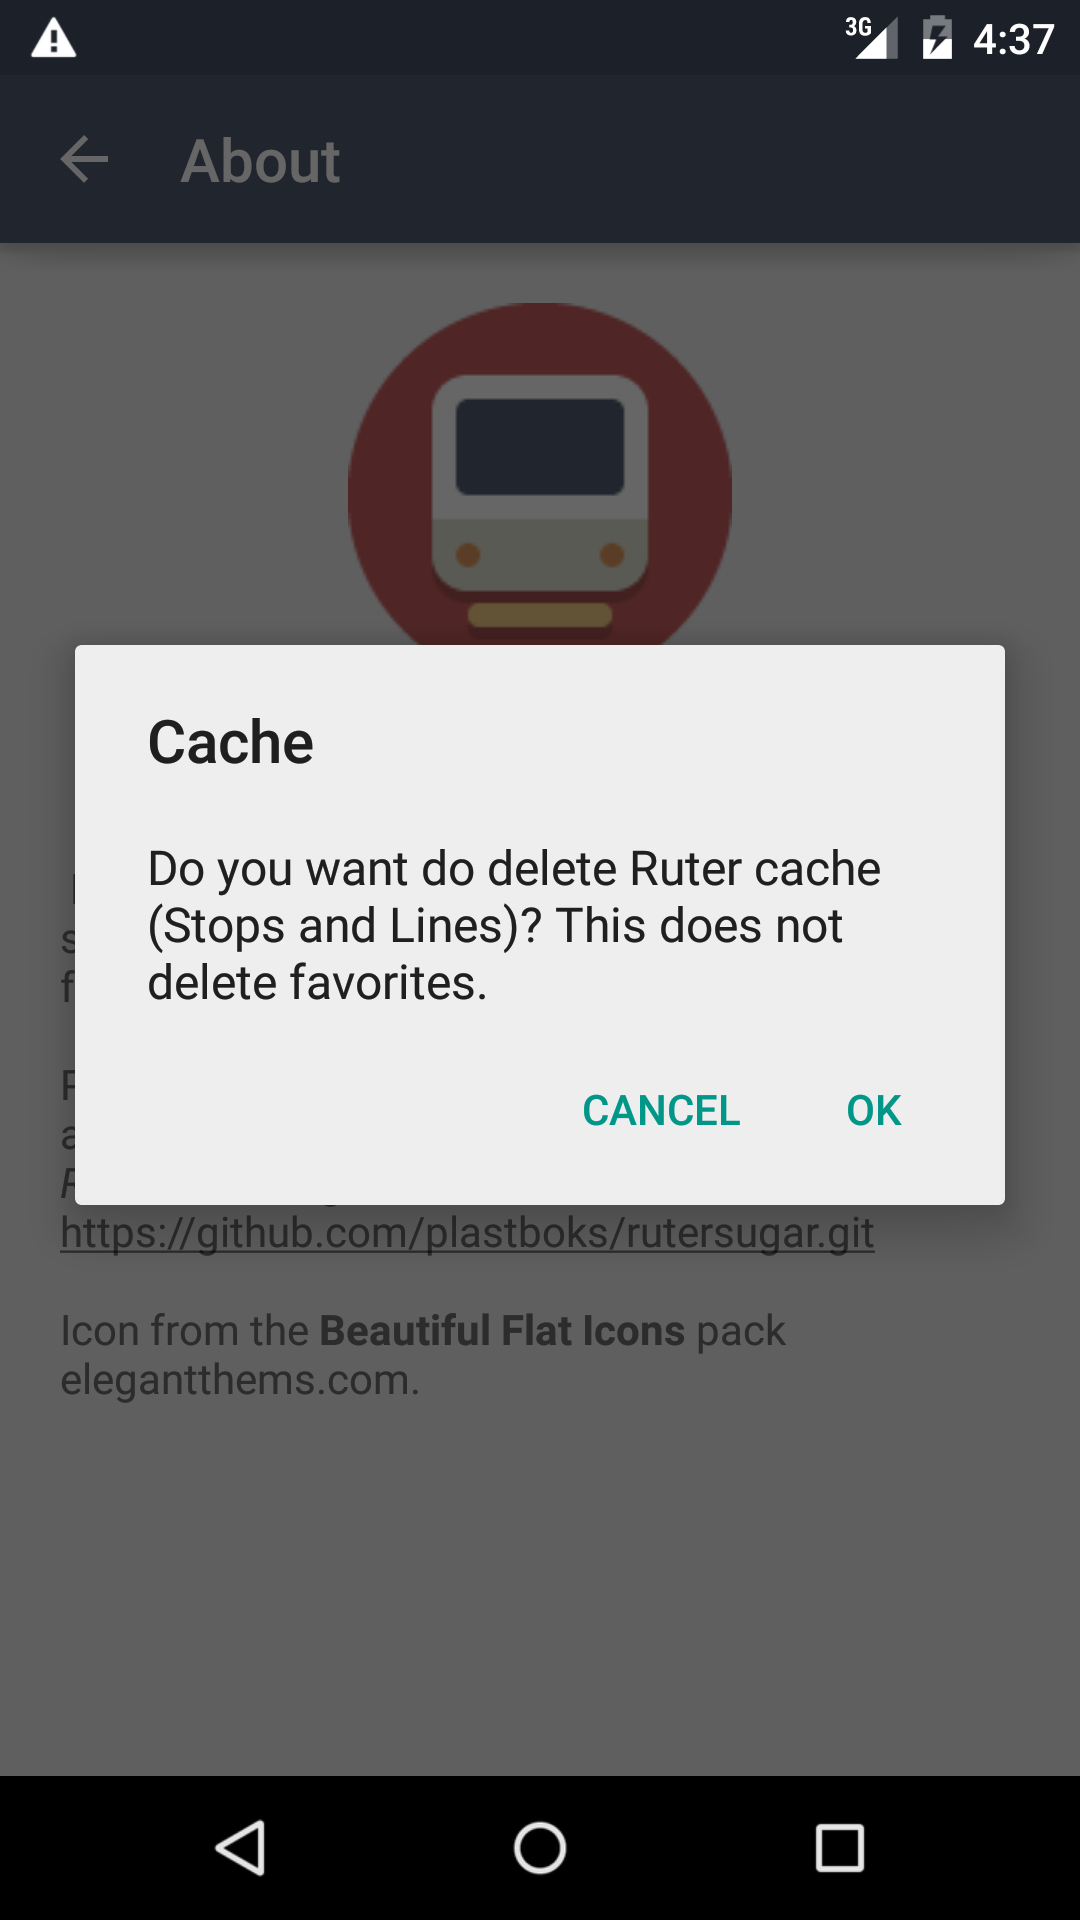 3G 4:37
About
Cache
Do you want do delete Ruter cache
(Stops and Lines)? This does not
delete favorites.
CANCEL OK
https://github.com/plastboks/rutersugar.git
Icon from the Beautiful Flat Icons pack
elegantthems.com.